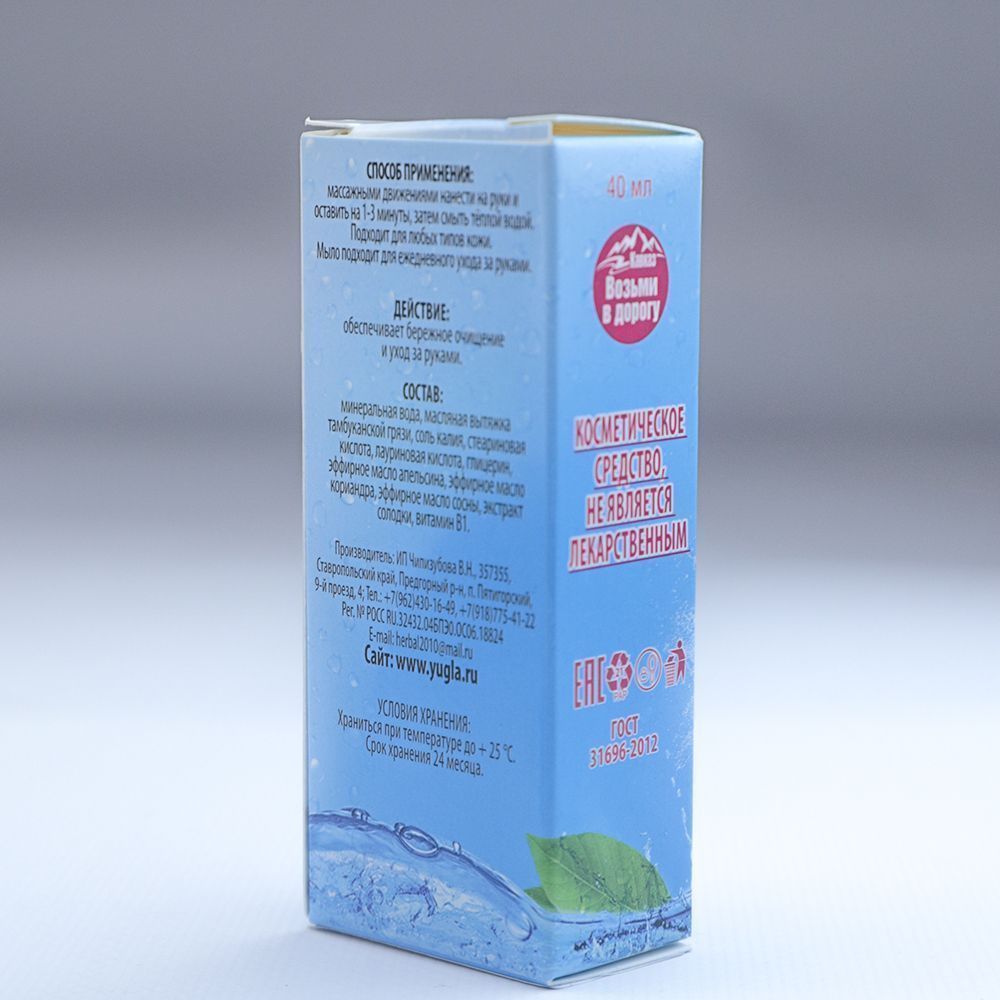 СПОСОБ ПРИМЕНЕНИЯ:
массажными движениями нанести на руки и
оставить на 1-3 минуты, затем смыть тёплой водой.
Подходит для любых типов кожи.
Мыло подходит для ежедневного ухода за руками.
ДЕЙСТВИЕ:
обеспечивает бережное очищение
и уход за руками.
СОСТАВ:
минеральная вода, масляная вытяжка
тамбуканской грязи, соль калия, стеариновая
кислота, лауриновая кислота, глицерин,
эффирное масло апельсина, эффирное масло
кориандра, эффирное масло сосны, экстракт
солодки, витамин В1.
Производитель: ИП Чипизубова В.Н., 357355,
Ставропольский край, Предгорный р-н, п. Пятигорский,
9-й проезд, 4; Тел.: +7(962)430-16-49, +7(918)775-41-22
Рег. № РОСС RU.32432.04БПЭ0.ОС06.18824
E-mail: herbal2010@mail.ru
Сайт: www.yugla.ru
УСЛОВИЯ ХРАНЕНИЯ:
Храниться при температуре до + 25 °С.
Срок хранения 24 месяца.
40 мл
Кавказ
Возьми
в дорогу
КОСМЕТИЧЕСКОЕ
СРЕДСТВО,
НЕ ЯВЛЯЕТСЯ
ЛЕКАРСТВЕННЫМ
ЕАС 21
PAP
ГОСТ
31696-2012